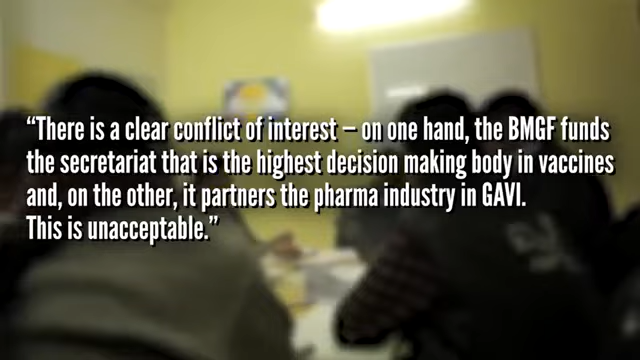 “There is a clear conflict of interest – on one hand, the BMGF funds
the secretariat that is the highest decision making body in vaccines
and, on the other, it partners the pharma industry in GAVI.
This is unacceptable.”